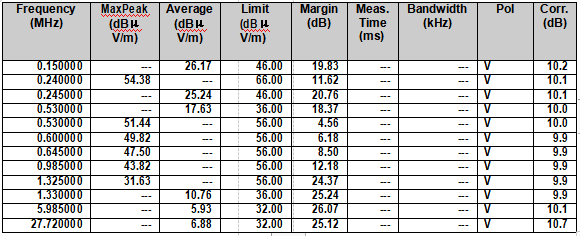 Frequency (MHz) MaxPeak (dBµ V/m) Average (dBµ V/m) Limit (dBµ V/m) Margin (dB) Meas. Time (ms) Bandwidth (kHz) Pol Corr. (dB)
0.150000 --- 26.17 46.00 19.83 --- --- V 10.2
0.240000 54.38 --- 66.00 11.62 --- --- V 10.1
0.245000 --- 25.24 46.00 20.76 --- --- V 10.1
0.530000 --- 17.63 36.00 18.37 --- --- V 10.0
0.530000 51.44 --- 56.00 4.56 --- --- V 10.0
0.600000 49.82 --- 56.00 6.18 --- --- V 9.9
0.645000 47.50 --- 56.00 8.50 --- --- V 9.9
0.985000 43.82 --- 56.00 12.18 --- --- V 9.9
1.325000 31.63 --- 56.00 24.37 --- --- V 9.9
1.330000 --- 10.76 36.00 25.24 --- --- V 9.9
5.985000 --- 5.93 32.00 26.07 --- --- V 10.1
27.720000 --- 6.88 32.00 25.12 --- --- V 10.7